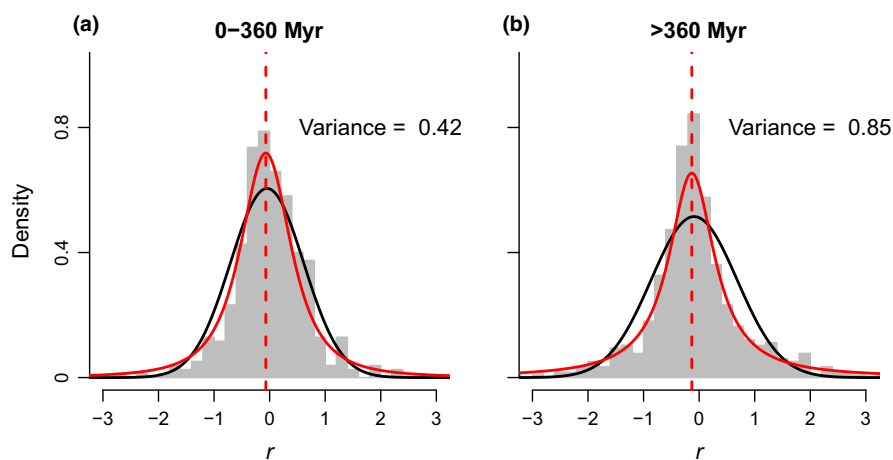 (a)
0−360 Myr
Variance = 0.42
Density
0
0.4
0.8
−3 −2 −1 0 1 2 3
r
(b)
>360 Myr
Variance = 0.85
−3 −2 −1 0 1 2 3
r